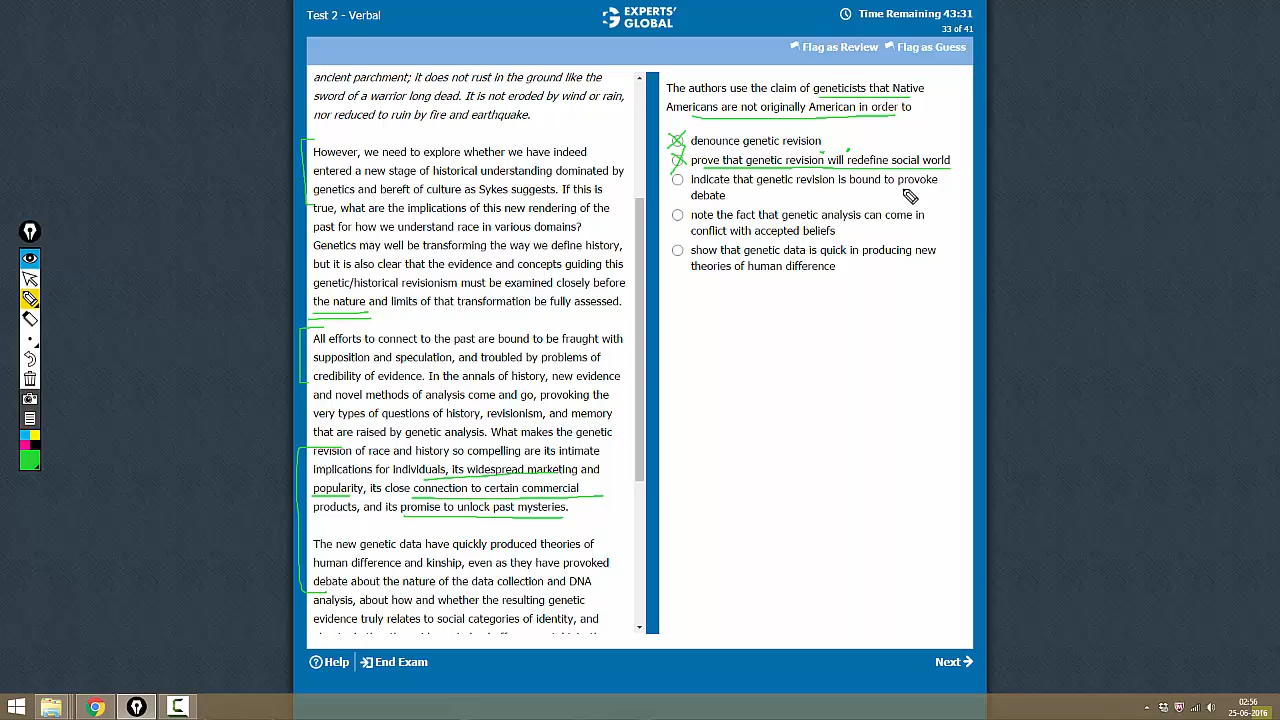 Test 2 - Verbal
EXPERTS'
GLOBAL
Time Remaining 43:31
33 of 41
Flag as Review
Flag as Guess
ancient parchment; it does not rust in the ground like the
sword of a warrior long dead. It is not eroded by wind or rain,
nor reduced to ruin by fire and earthquake.
However, we need to explore whether we have indeed
entered a new stage of historical understanding dominated by
genetics and bereft of culture as Sykes suggests. If this is
true, what are the implications of this new rendering of the
past for how we understand race in various domains?
Genetics may well be transforming the way we define history,
but it is also clear that the evidence and concepts guiding this
genetic/historical revisionism must be examined closely before
the nature and limits of that transformation be fully assessed.
All efforts to connect to the past are bound to be fraught with
supposition and speculation, and troubled by problems of
credibility of evidence. In the annals of history, new evidence
and novel methods of analysis come and go, provoking the
very types of questions of history, revisionism, and memory
that are raised by genetic analysis. What makes the genetic
revision of race and history so compelling are its intimate
implications for individuals, its widespread marketing and
popularity, its close connection to certain commercial
products, and its promise to unlock past mysteries.
The new genetic data have quickly produced theories of
human difference and kinship, even as they have provoked
debate about the nature of the data collection and DNA
analysis, about how and whether the resulting genetic
evidence truly relates to social categories of identity, and
The authors use the claim of geneticists that Native
Americans are not originally American in order to
denounce genetic revision
prove that genetic revision will redefine social world
indicate that genetic revision is bound to provoke
debate
note the fact that genetic analysis can come in
conflict with accepted beliefs
show that genetic data is quick in producing new
theories of human difference
Help
End Exam
Next
02:56
25-06-2016